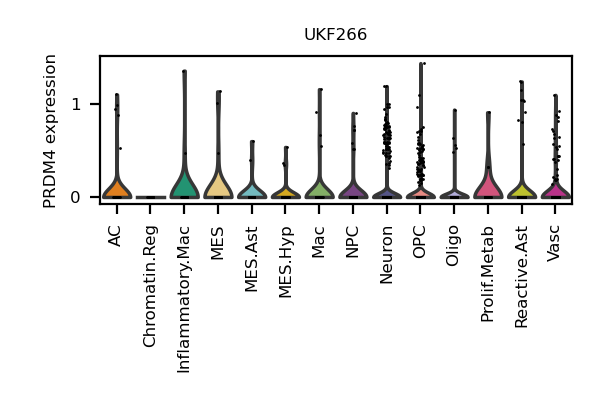 UKF266
PRDM4 expression
1
0
AC
Chromatin.Reg
Inflammatory.Mac
MES
MES.Ast
MES.Hyp
Mac
NPC
Neuron
OPC
Oligo
Prolif.Metab
Reactive.Ast
Vasc